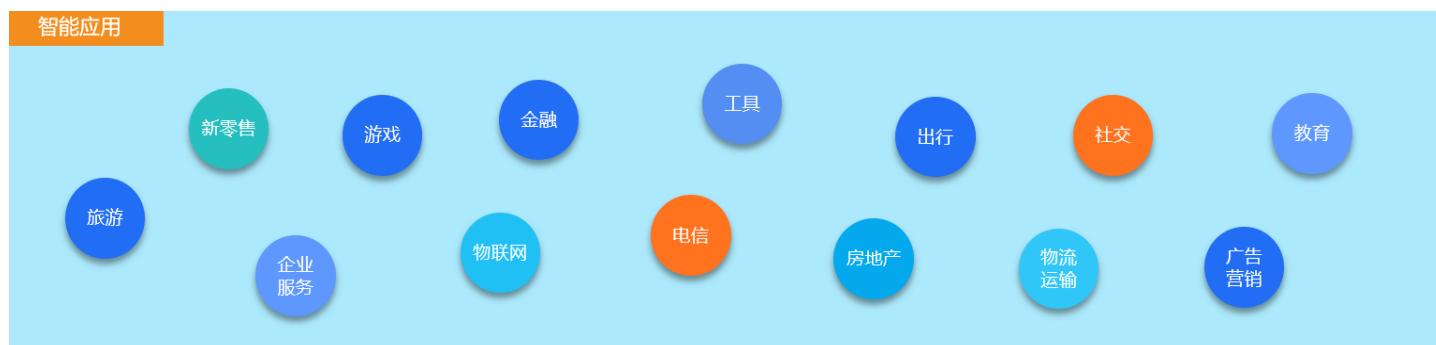 智能应用
新零售
游戏
金融
工具
出行
社交
教育
旅游
企业
服务
物联网
电信
房地产
物流
运输
广告
营销